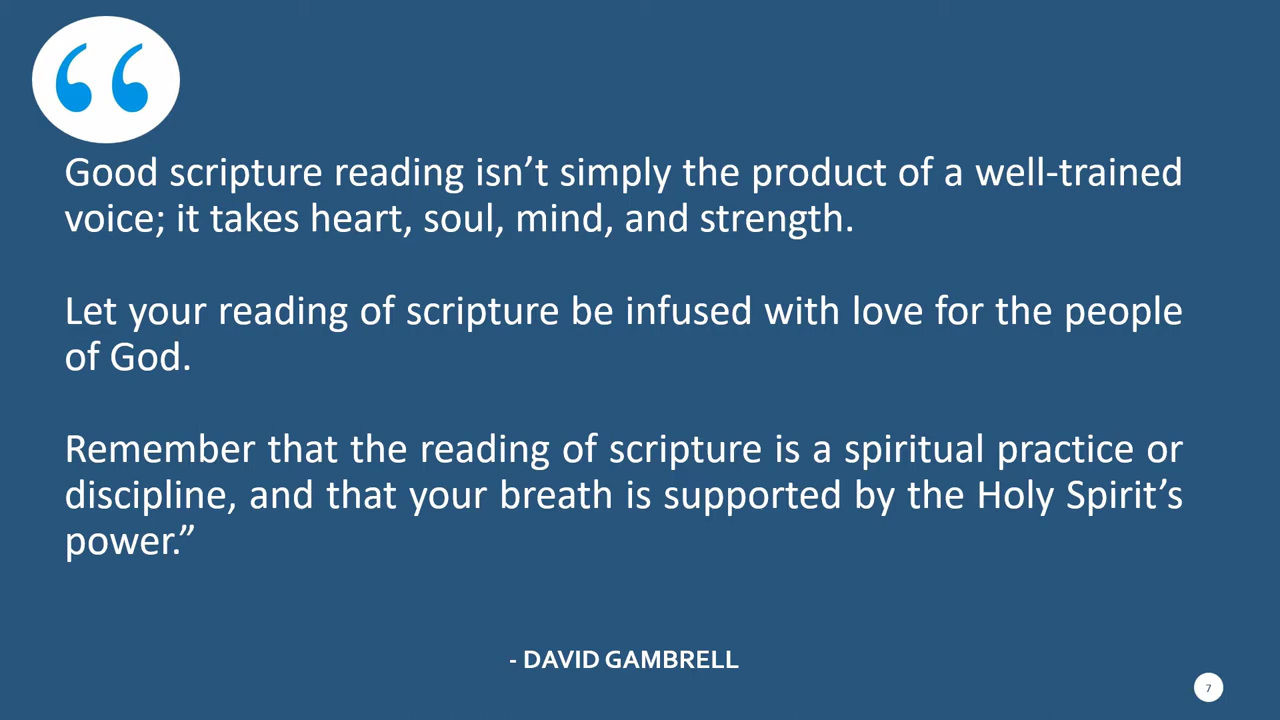 “
Good scripture reading isn’t simply the product of a well-trained
voice; it takes heart, soul, mind, and strength.
Let your reading of scripture be infused with love for the people
of God.
Remember that the reading of scripture is a spiritual practice or
discipline, and that your breath is supported by the Holy Spirit’s
power.”
- DAVID GAMBRELL
7